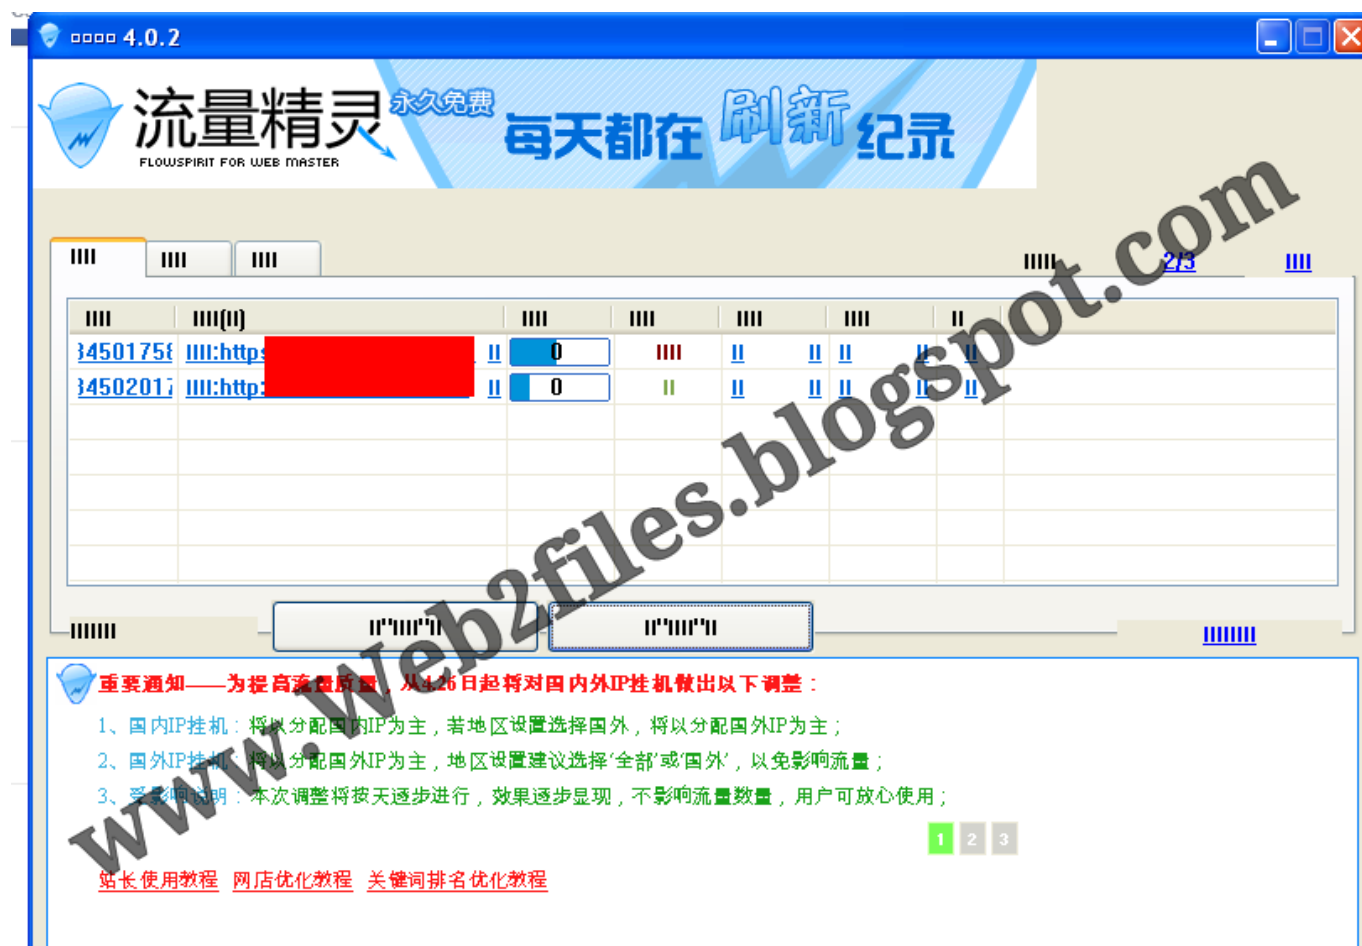 4.0.2
流量精灵
永久免费
每天都在刷新纪录
FLOWSPIRIT FOR WEB MASTER
2/3
34501758 :https 0
34502017 :http: 0
www.Web2files.blogspot.com
重要通知——为提高流量质量，从4.26日起将对国内外IP挂机做出以下调整：
1、国内IP挂机：将以分配国内IP为主，若地区设置选择国外，将以分配国外IP为主；
2、国外IP挂机：将以分配国外IP为主，地区设置建议选择‘全部’或‘国外’，以免影响流量；
3、受影响说明：本次调整将按天逐步进行，效果逐步显现，不影响流量数量，用户可放心使用；
1 2 3
站长使用教程 网店优化教程 关键词排名优化教程